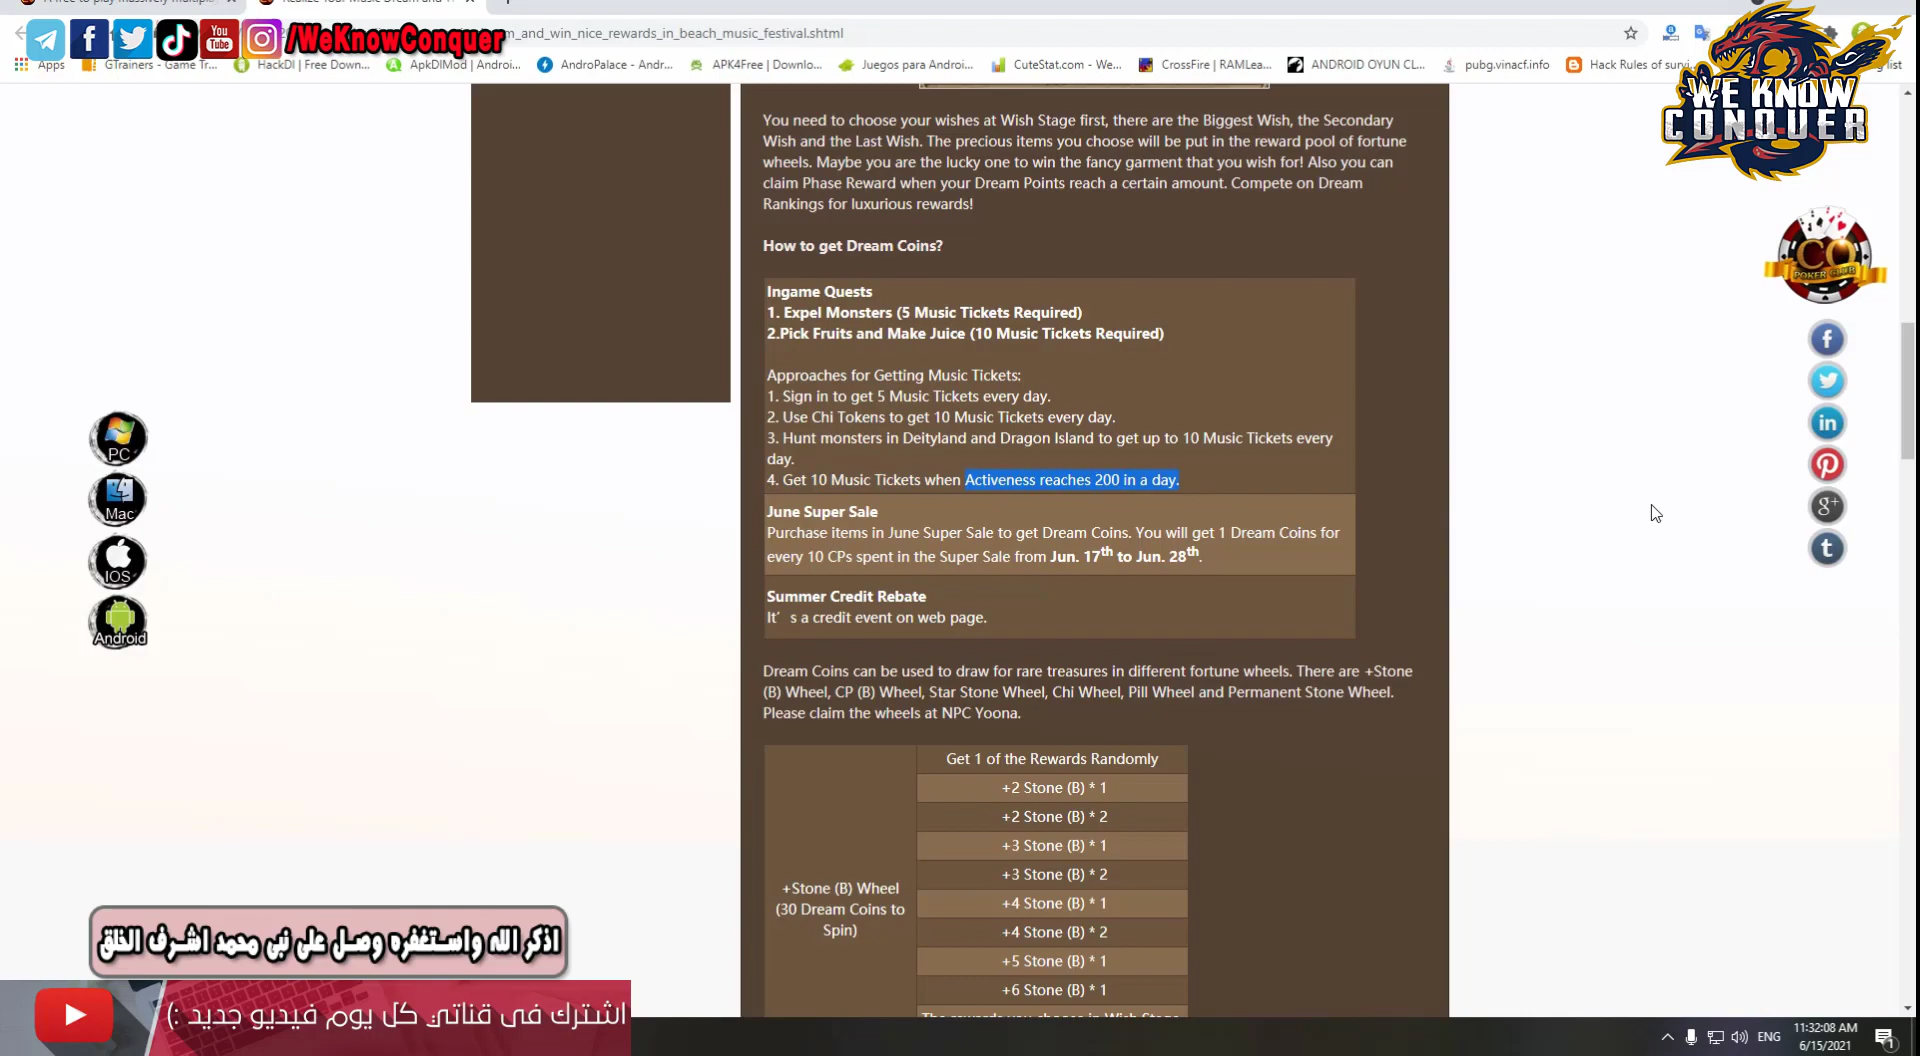 /WeKnowConquer
m_and_win_nice_rewards_in_beach_music_festival.shtml
Apps
GTrainers - Game Tr...
HackDl | Free Down...
ApkDlMod | Androi...
AndroPalace - Andr...
APK4Free | Downlo...
Juegos para Androi...
CuteStat.com - We...
CrossFire | RAMLea...
ANDROID OYUN CL...
pubg.vinacf.info
Hack Rules of survi...
WE KNOW
CONQUER
You need to choose your wishes at Wish Stage first, there are the Biggest Wish, the Secondary
Wish and the Last Wish. The precious items you choose will be put in the reward pool of fortune
wheels. Maybe you are the lucky one to win the fancy garment that you wish for! Also you can
claim Phase Reward when your Dream Points reach a certain amount. Compete on Dream
Rankings for luxurious rewards!
How to get Dream Coins?
Ingame Quests
1. Expel Monsters (5 Music Tickets Required)
2.Pick Fruits and Make Juice (10 Music Tickets Required)
Approaches for Getting Music Tickets:
1. Sign in to get 5 Music Tickets every day.
2. Use Chi Tokens to get 10 Music Tickets every day.
3. Hunt monsters in Deityland and Dragon Island to get up to 10 Music Tickets every
day.
4. Get 10 Music Tickets when Activeness reaches 200 in a day.
June Super Sale
Purchase items in June Super Sale to get Dream Coins. You will get 1 Dream Coins for
every 10 CPs spent in the Super Sale from Jun. 17th to Jun. 28th.
Summer Credit Rebate
It' s a credit event on web page.
Dream Coins can be used to draw for rare treasures in different fortune wheels. There are +Stone
(B) Wheel, CP (B) Wheel, Star Stone Wheel, Chi Wheel, Pill Wheel and Permanent Stone Wheel.
Please claim the wheels at NPC Yoona.
Get 1 of the Rewards Randomly
+2 Stone (B) * 1
+2 Stone (B) * 2
+3 Stone (B) * 1
+3 Stone (B) * 2
+4 Stone (B) * 1
+4 Stone (B) * 2
+5 Stone (B) * 1
+6 Stone (B) * 1
+Stone (B) Wheel
(30 Dream Coins to
Spin)
CO
POKER CLUB
PC
Mac
IOS
Android
You
Tube
اذكر الله واستغفره وصل على نبى محمد اشرف الخلق
اشترك فى قناتي كل يوم فيديو جديد :)
ENG
11:32:08 AM
6/15/2021